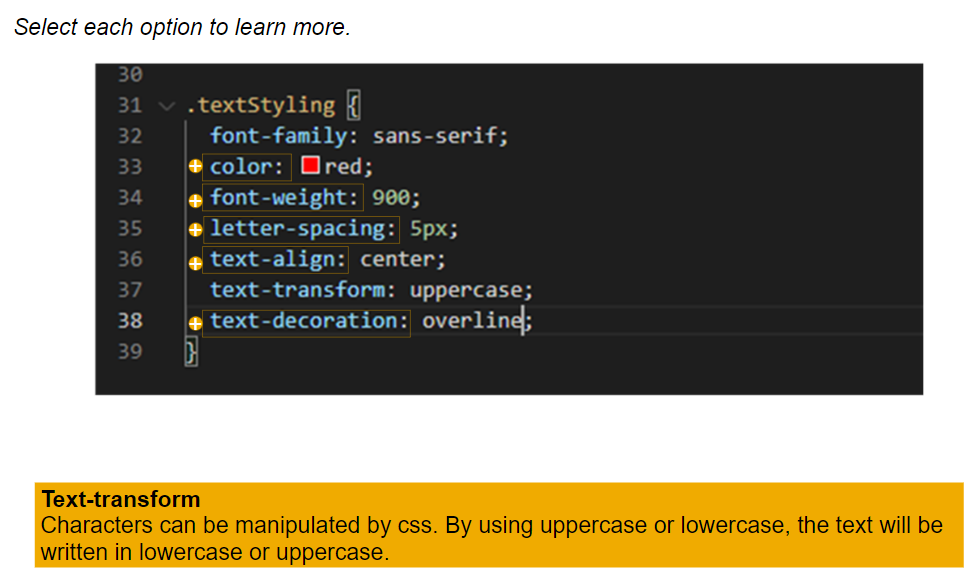 Select each option to learn more.
30
31 .textStyling {
32 font-family: sans-serif;
33 color: red;
34 font-weight: 900;
35 letter-spacing: 5px;
36 text-align: center;
37 text-transform: uppercase;
38 text-decoration: overline;
39 }
Text-transform
Characters can be manipulated by css. By using uppercase or lowercase, the text will be
written in lowercase or uppercase.